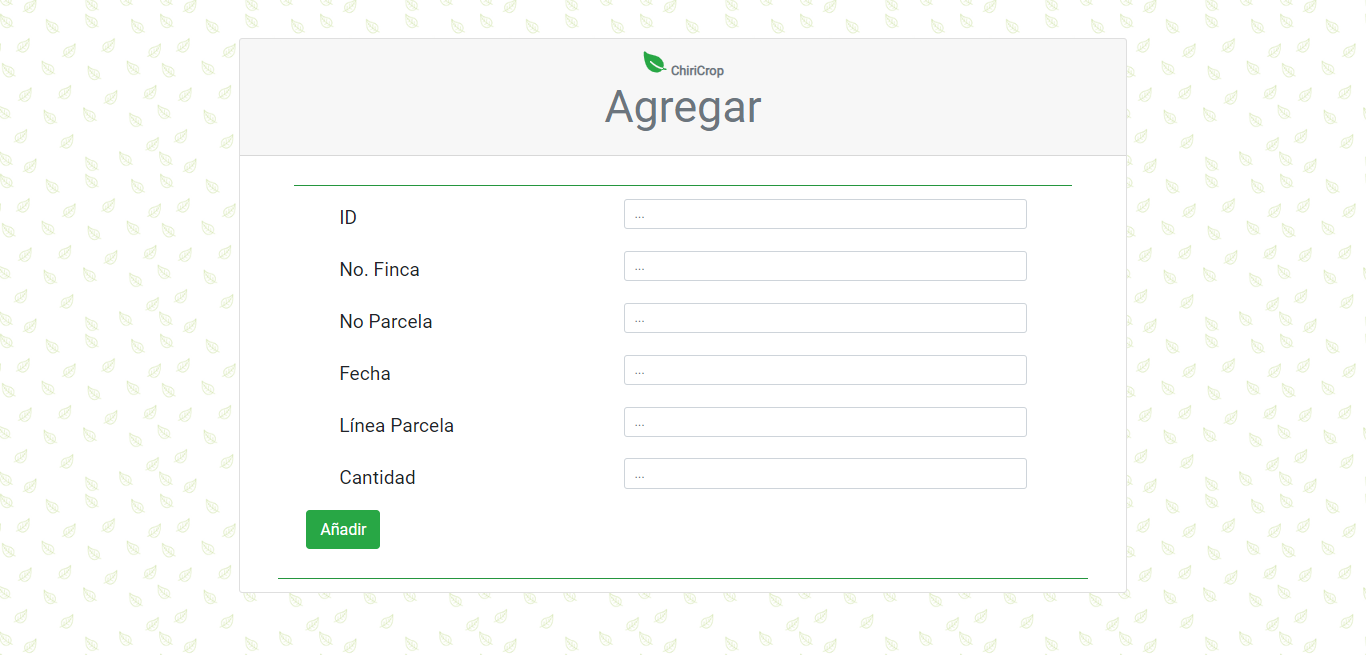 ChiriCrop
Agregar
ID
...
No. Finca
...
No Parcela
...
Fecha
...
Línea Parcela
...
Cantidad
...
Añadir